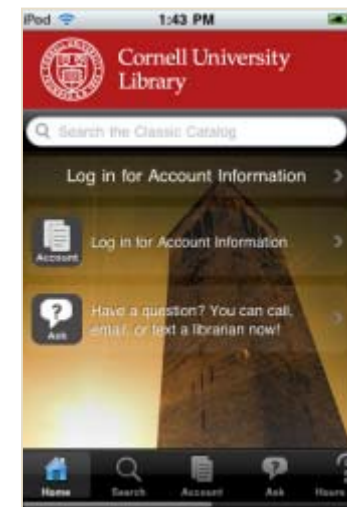 iPod 1:43 PM
Cornell University
Library
Search the Classic Catalog
Log in for Account Information
Account
Log in for Account Information
Ask
Have a question? You can call,
email, or text a librarian now!
Home Search Account Ask Hours